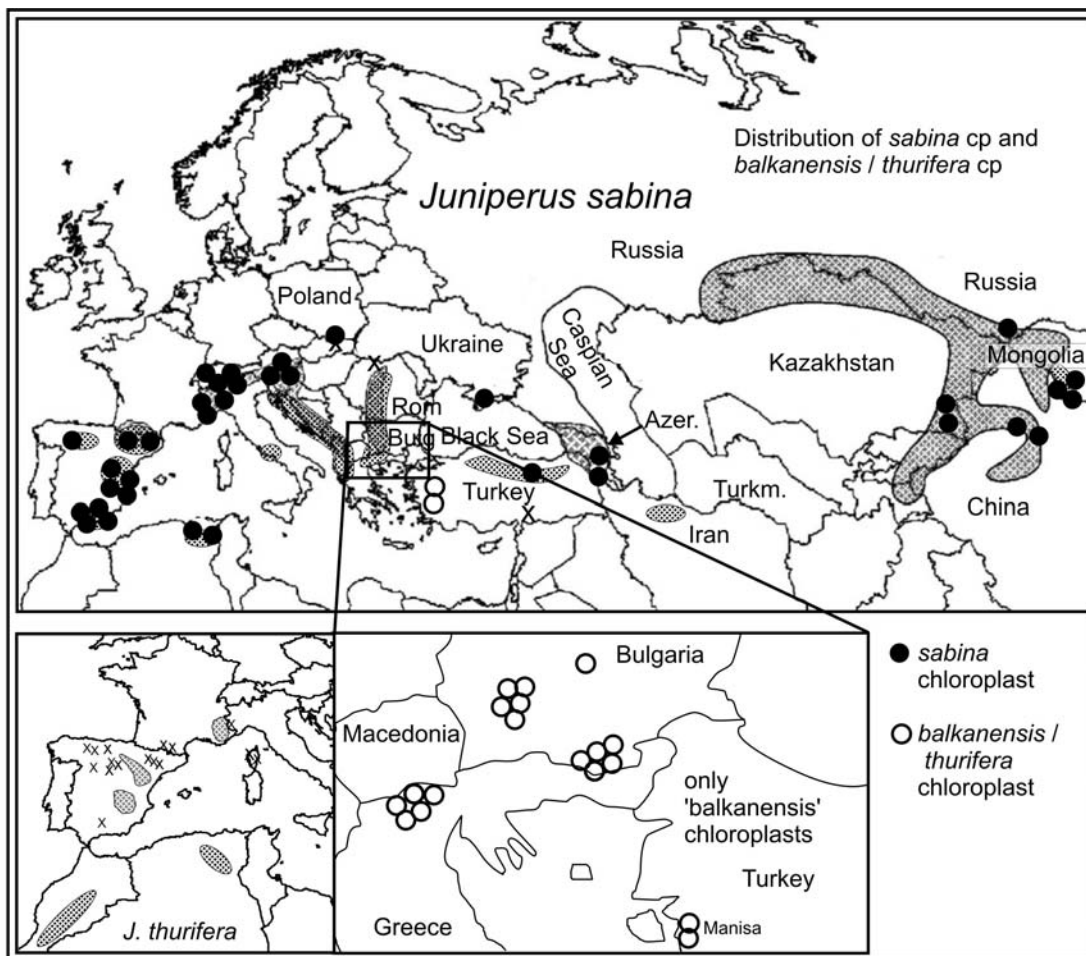 Distribution of sabina cp and
balkanensis / thurifera cp
Juniperus sabina
Russia
Russia
Poland
Ukraine
Caspian
Sea
Kazakhstan
Mongolia
Rom
Azer.
Bulg
Black Sea
Turkey
Turkm.
Iran
China
X
X
X
J. thurifera
Bulgaria
Macedonia
only
'balkanensis'
chloroplasts
Turkey
Greece
Manisa
sabina
chloroplast
balkanensis /
thurifera
chloroplast